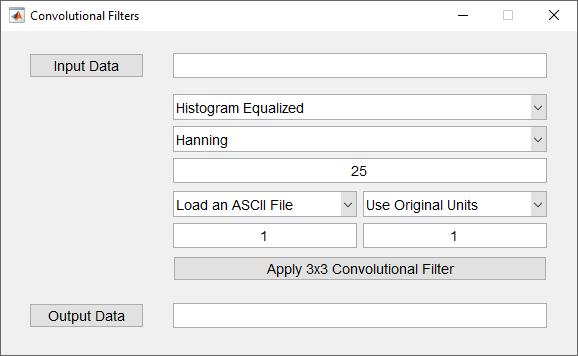 Convolutional Filters
Input Data
Histogram Equalized
Hanning
25
Load an ASCII File
Use Original Units
1
1
Apply 3x3 Convolutional Filter
Output Data